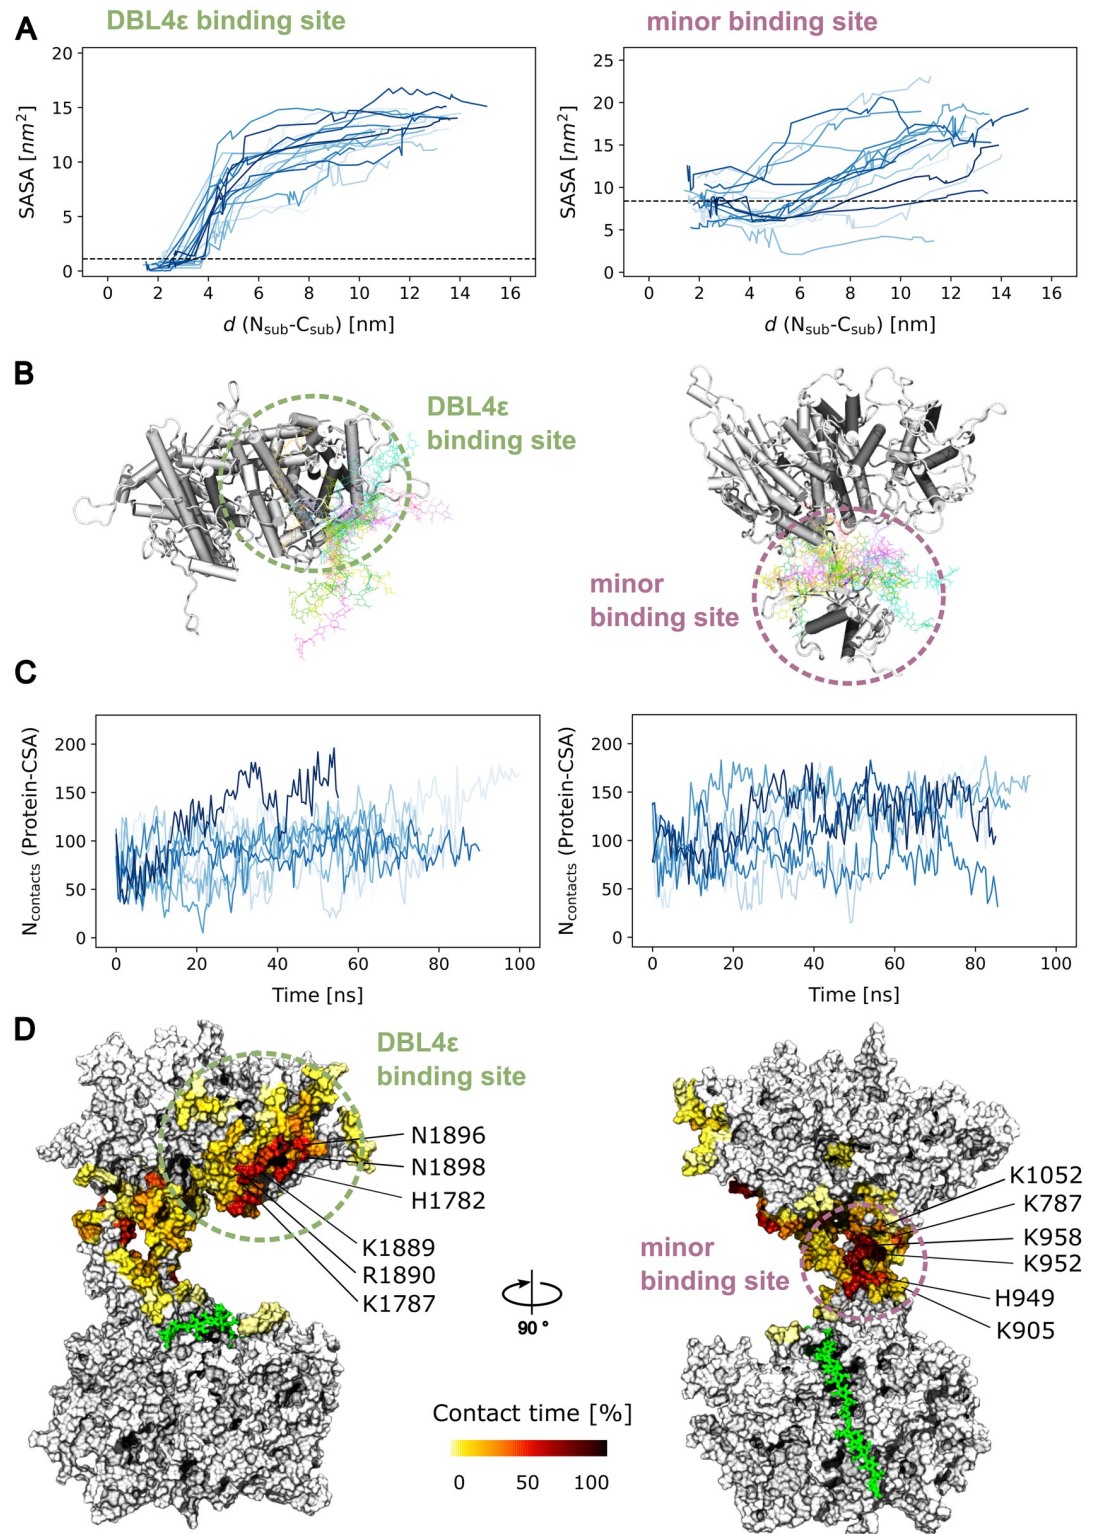 A
DBL4ε binding site
minor binding site
SASA [nm²]
20
15
10
5
0
0 2 4 6 8 10 12 14 16
d (Nsub-Csub) [nm]
SASA [nm²]
25
20
15
10
5
0
0 2 4 6 8 10 12 14 16
d (Nsub-Csub) [nm]
B
DBL4ε
binding site
minor
binding site
C
Ncontacts (Protein-CSA)
200
150
100
50
0
0 20 40 60 80 100
Time [ns]
Ncontacts (Protein-CSA)
200
150
100
50
0
0 20 40 60 80 100
Time [ns]
D
DBL4ε
binding site
N1896
N1898
H1782
K1889
R1890
K1787
90 °
minor
binding site
K1052
K787
K958
K952
H949
K905
Contact time [%]
0 50 100